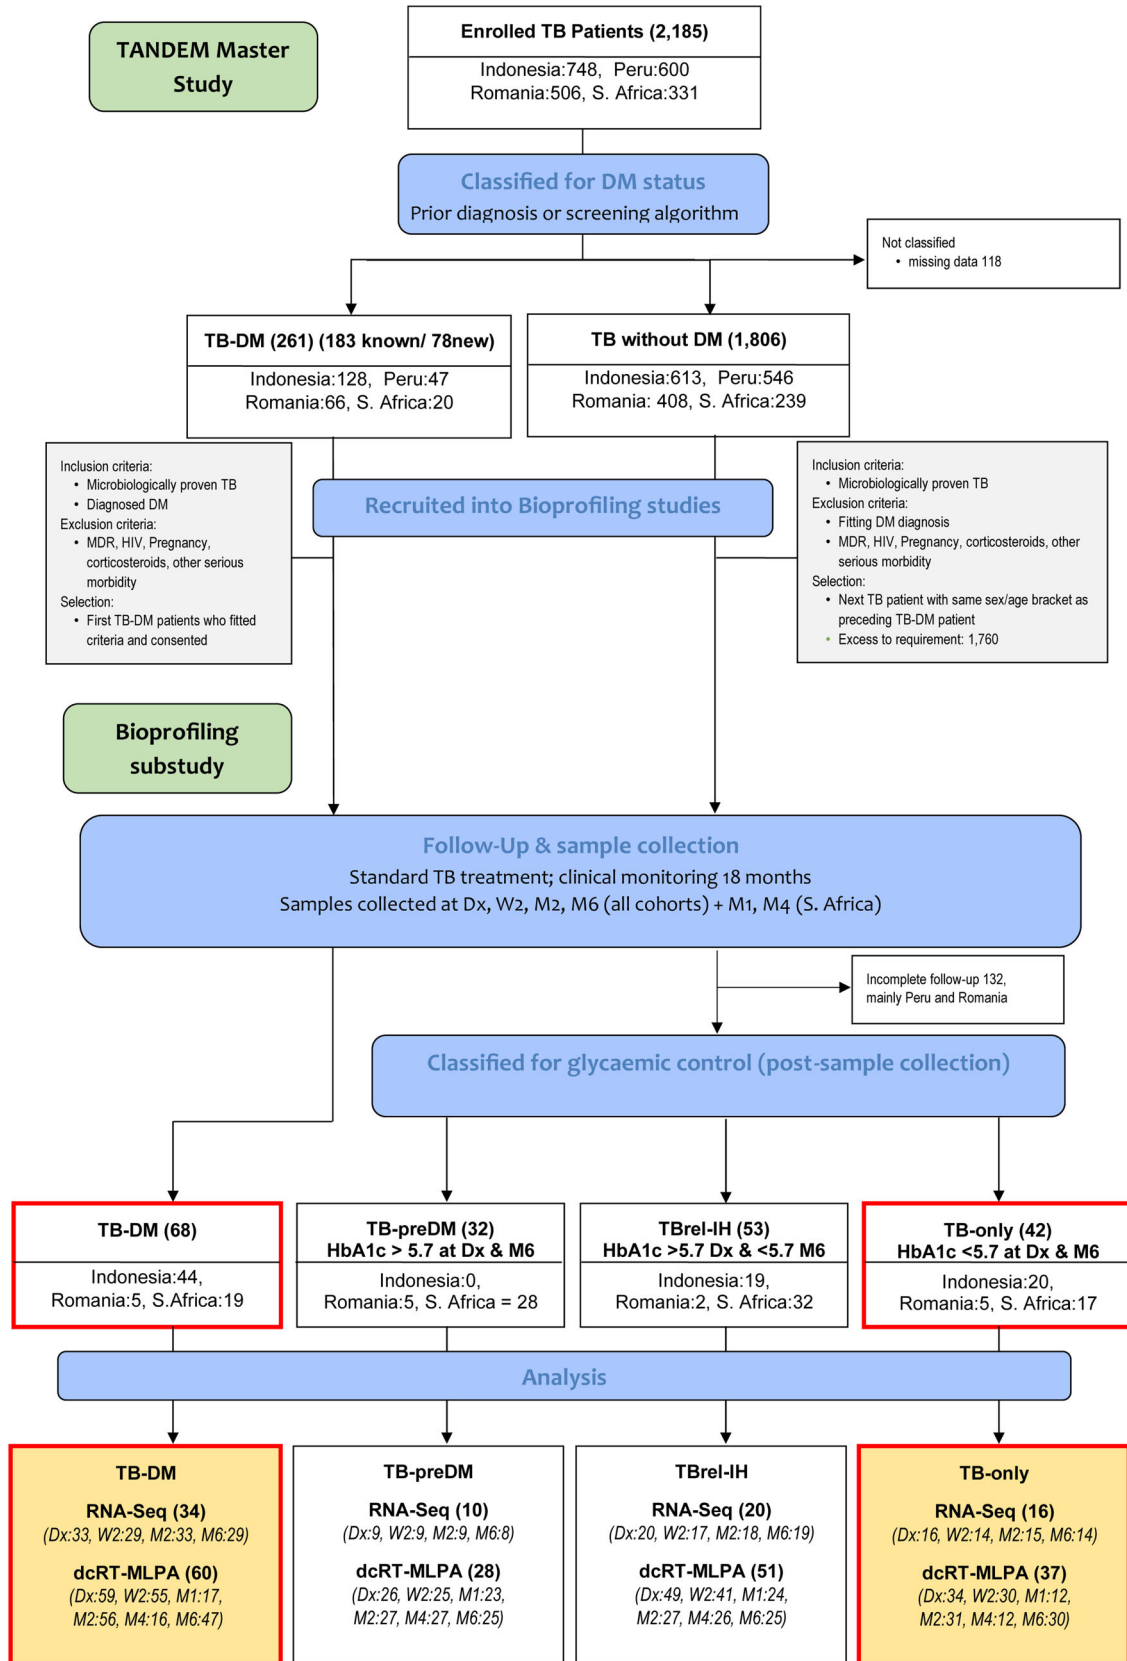 TANDEM Master
Study
Enrolled TB Patients (2,185)
Indonesia:748, Peru:600
Romania:506, S. Africa:331
Classified for DM status
Prior diagnosis or screening algorithm
Not classified
• missing data 118
TB-DM (261) (183 known/ 78new)
Indonesia:128, Peru:47
Romania:66, S. Africa:20
TB without DM (1,806)
Indonesia:613, Peru:546
Romania: 408, S. Africa:239
Inclusion criteria:
• Microbiologically proven TB
• Diagnosed DM
Exclusion criteria:
• MDR, HIV, Pregnancy,
corticosteroids, other serious
morbidity
Selection:
• First TB-DM patients who fitted
criteria and consented
Recruited into Bioprofiling studies
Inclusion criteria:
• Microbiologically proven TB
Exclusion criteria:
• Fitting DM diagnosis
• MDR, HIV, Pregnancy, corticosteroids, other
serious morbidity
Selection:
• Next TB patient with same sex/age bracket as
preceding TB-DM patient
• Excess to requirement: 1,760
Bioprofiling
substudy
Follow-Up & sample collection
Standard TB treatment; clinical monitoring 18 months
Samples collected at Dx, W2, M2, M6 (all cohorts) + M1, M4 (S. Africa)
Incomplete follow-up 132,
mainly Peru and Romania
Classified for glycaemic control (post-sample collection)
TB-DM (68)
Indonesia:44,
Romania:5, S.Africa:19
TB-preDM (32)
HbA1c > 5.7 at Dx & M6
Indonesia:0,
Romania:5, S. Africa = 28
TBrel-IH (53)
HbA1c >5.7 Dx & <5.7 M6
Indonesia:19,
Romania:2, S. Africa:32
TB-only (42)
HbA1c <5.7 at Dx & M6
Indonesia:20,
Romania:5, S. Africa:17
Analysis
TB-DM
RNA-Seq (34)
(Dx:33, W2:29, M2:33, M6:29)
dcRT-MLPA (60)
(Dx:59, W2:55, M1:17,
M2:56, M4:16, M6:47)
TB-preDM
RNA-Seq (10)
(Dx:9, W2:9, M2:9, M6:8)
dcRT-MLPA (28)
(Dx:26, W2:25, M1:23,
M2:27, M4:27, M6:25)
TBrel-IH
RNA-Seq (20)
(Dx:20, W2:17, M2:18, M6:19)
dcRT-MLPA (51)
(Dx:49, W2:41, M1:24,
M2:27, M4:26, M6:25)
TB-only
RNA-Seq (16)
(Dx:16, W2:14, M2:15, M6:14)
dcRT-MLPA (37)
(Dx:34, W2:30, M1:12,
M2:31, M4:12, M6:30)